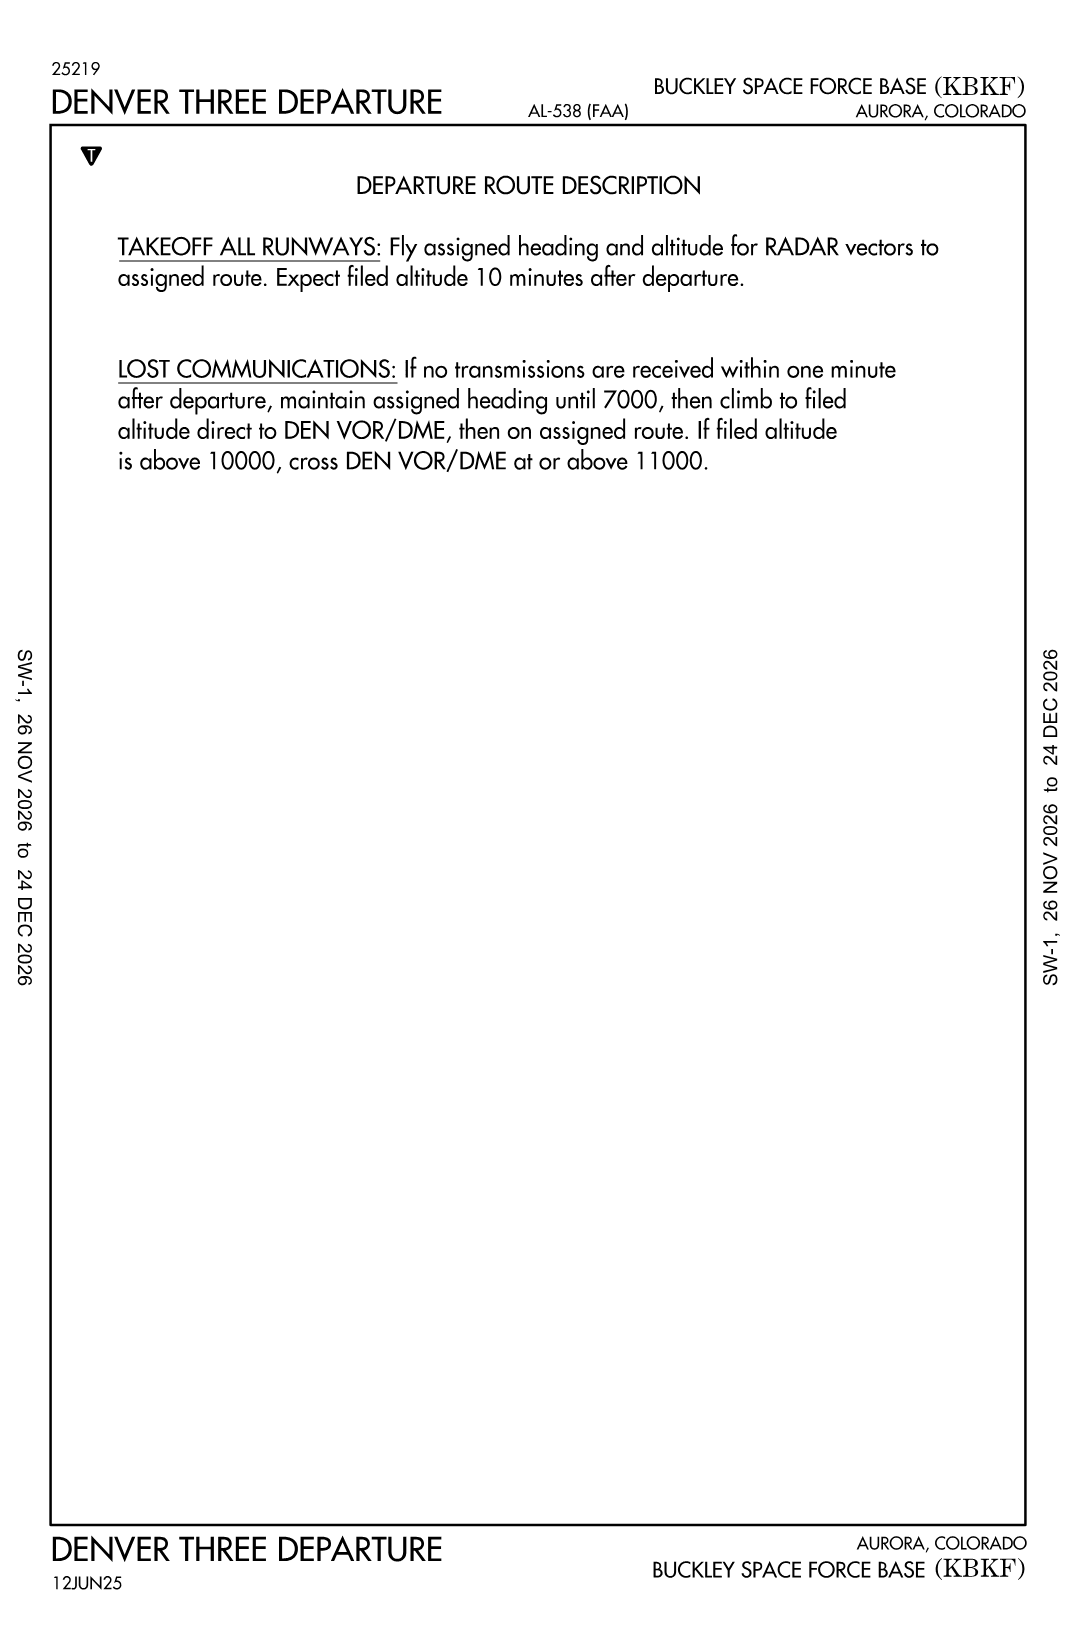 25219
DENVER THREE DEPARTURE
AL-538 (FAA)
BUCKLEY SPACE FORCE BASE (KBKF)
AURORA, COLORADO
T
DEPARTURE ROUTE DESCRIPTION
TAKEOFF ALL RUNWAYS: Fly assigned heading and altitude for RADAR vectors to
assigned route. Expect filed altitude 10 minutes after departure.
LOST COMMUNICATIONS: If no transmissions are received within one minute
after departure, maintain assigned heading until 7000, then climb to filed
altitude direct to DEN VOR/DME, then on assigned route. If filed altitude
is above 10000, cross DEN VOR/DME at or above 11000.
SW-1, 26 NOV 2026 to 24 DEC 2026
SW-1, 26 NOV 2026 to 24 DEC 2026
DENVER THREE DEPARTURE
12JUN25
AURORA, COLORADO
BUCKLEY SPACE FORCE BASE (KBKF)